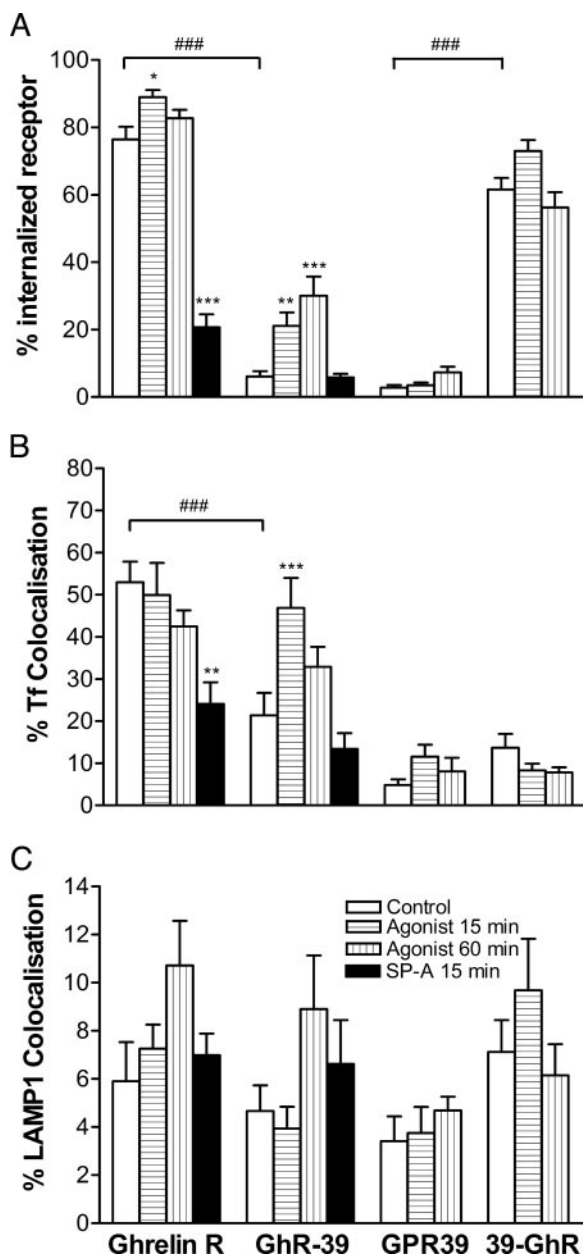 A
% internalized receptor
100
80
60
40
20
0
###
###
*
***
**
***
B
% Tf Colocalisation
80
70
60
50
40
30
20
10
0
###
***
**
C
% LAMP1 Colocalisation
14
12
10
8
6
4
2
0
Control
Agonist 15 min
Agonist 60 min
SP-A 15 min
Ghrelin R GhR-39 GPR39 39-GhR